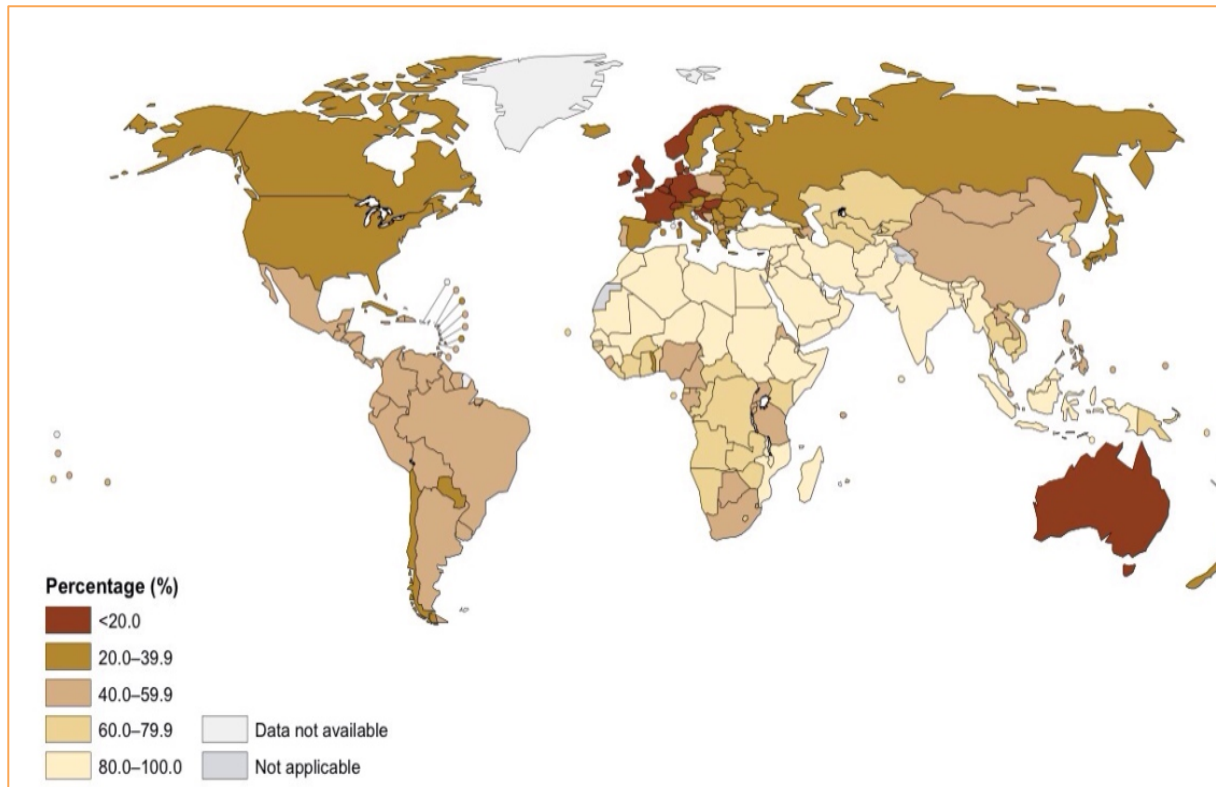 Percentage (%)
<20.0
20.0–39.9
40.0–59.9
60.0–79.9
80.0–100.0
Data not available
Not applicable